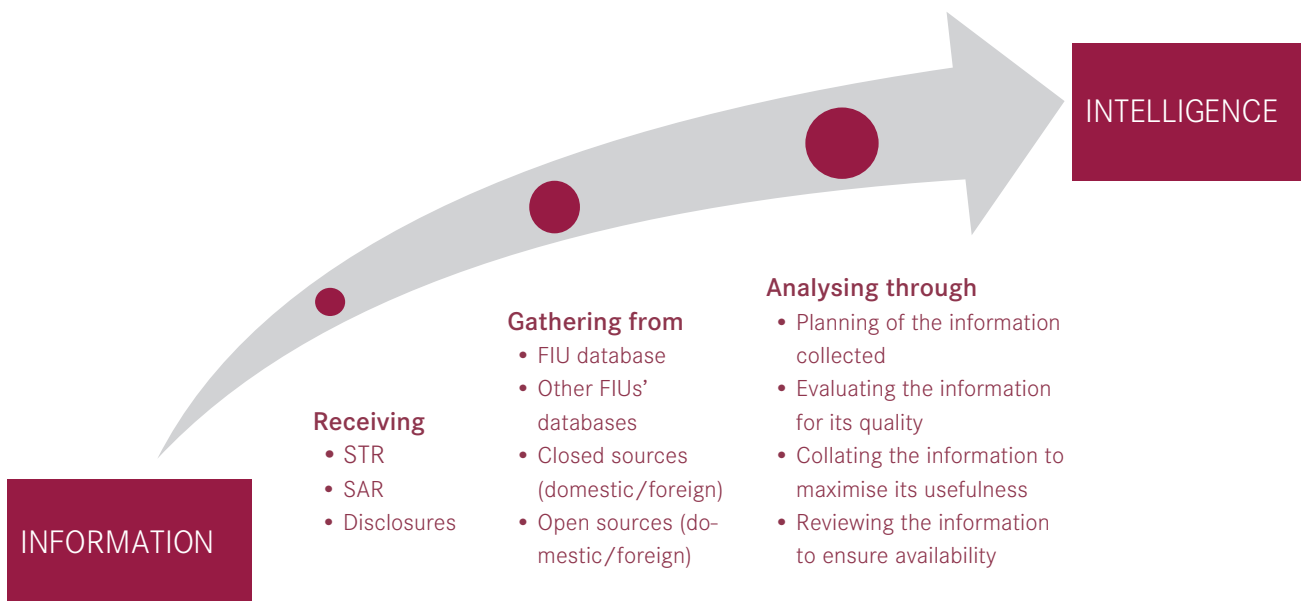 INFORMATION
Receiving
• STR
• SAR
• Disclosures
Gathering from
• FIU database
• Other FIUs’
databases
• Closed sources
(domestic/foreign)
• Open sources (do-
mestic/foreign)
Analysing through
• Planning of the information
collected
• Evaluating the information
for its quality
• Collating the information to
maximise its usefulness
• Reviewing the information
to ensure availability
INTELLIGENCE